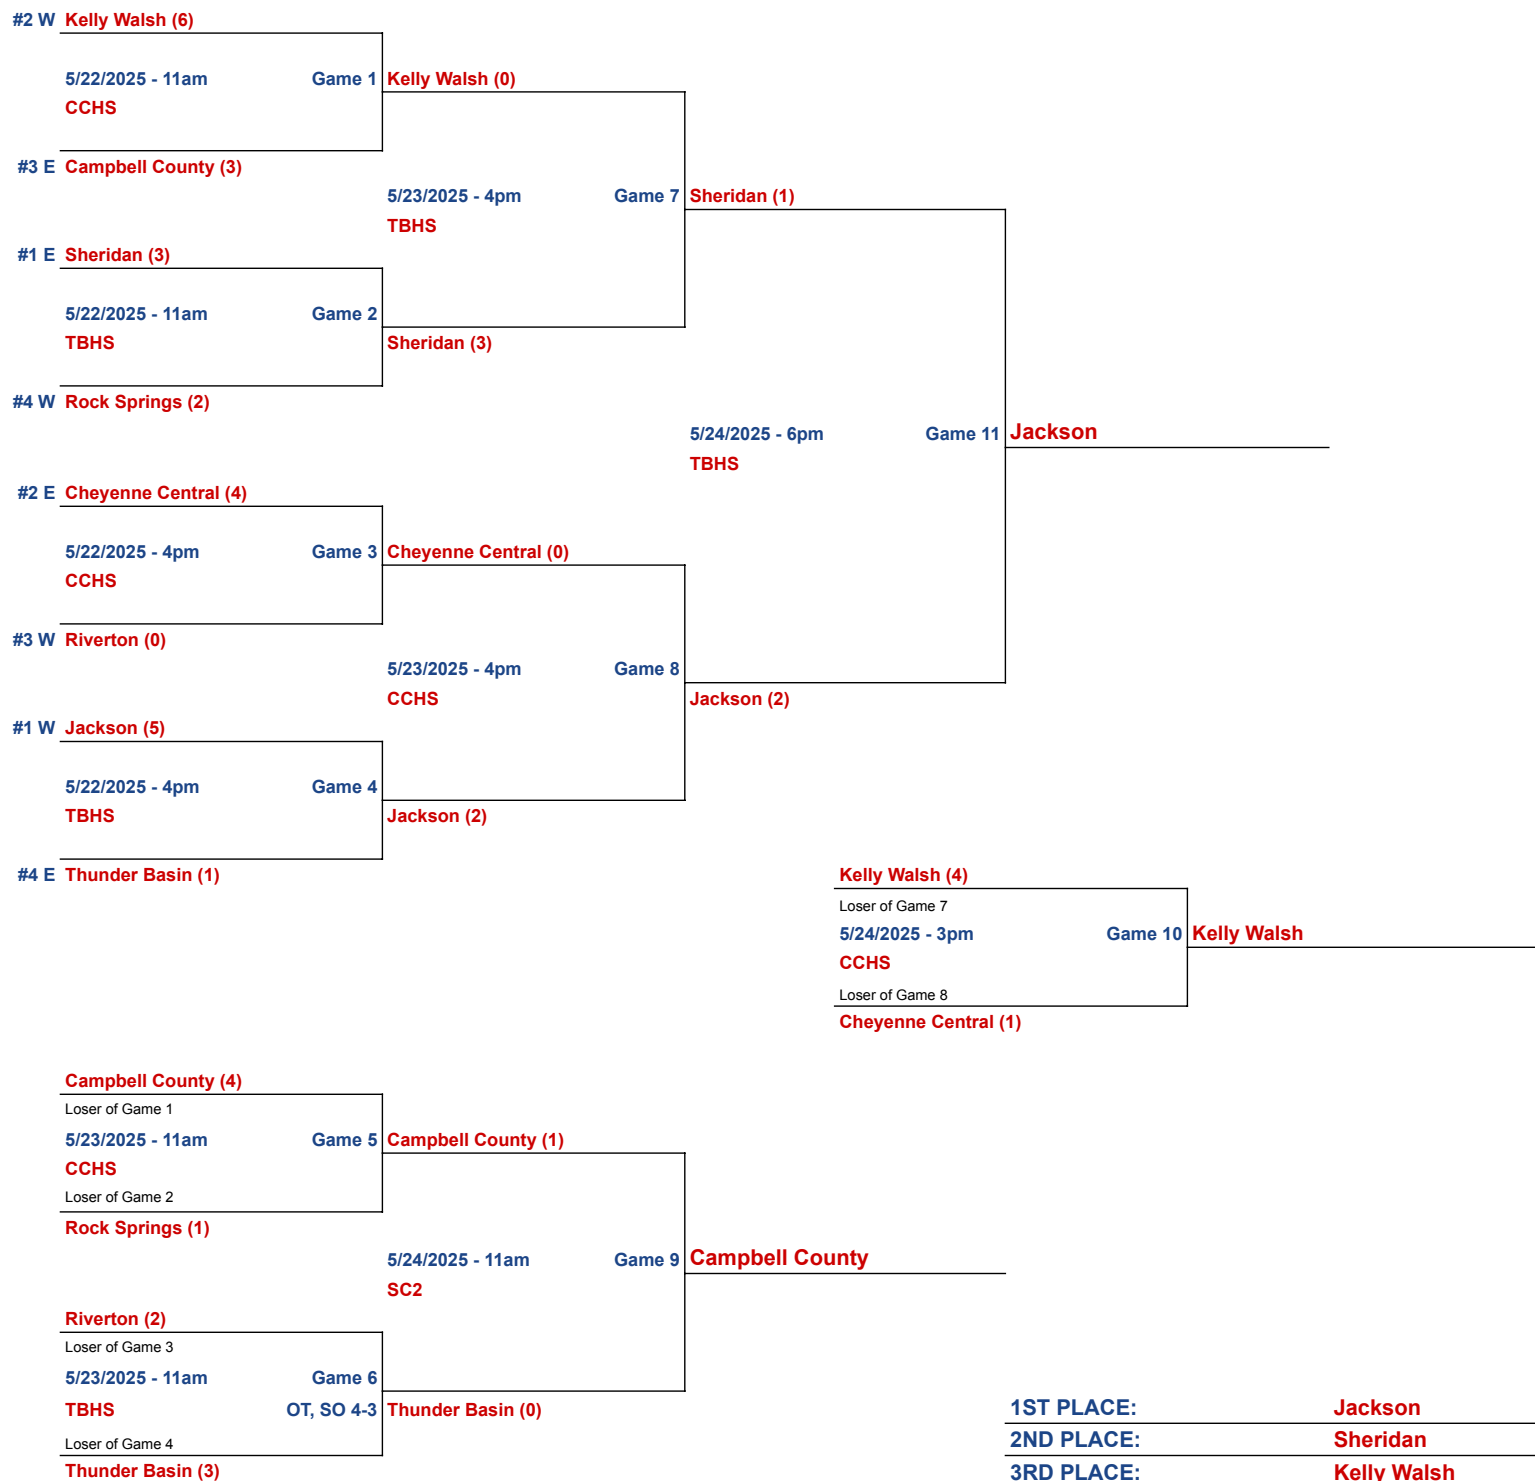 #2 W Kelly Walsh (6)
5/22/2025 - 11am Game 1 Kelly Walsh (0)
CCHS
#3 E Campbell County (3)
5/23/2025 - 4pm Game 7 Sheridan (1)
TBHS
#1 E Sheridan (3)
5/22/2025 - 11am Game 2
TBHS Sheridan (3)
#4 W Rock Springs (2)
5/24/2025 - 6pm Game 11 Jackson
TBHS
#2 E Cheyenne Central (4)
5/22/2025 - 4pm Game 3 Cheyenne Central (0)
CCHS
#3 W Riverton (0)
5/23/2025 - 4pm Game 8
CCHS Jackson (2)
#1 W Jackson (5)
5/22/2025 - 4pm Game 4
TBHS Jackson (2)
#4 E Thunder Basin (1)
Kelly Walsh (4)
Loser of Game 7
5/24/2025 - 3pm Game 10 Kelly Walsh
CCHS
Loser of Game 8
Cheyenne Central (1)
Campbell County (4)
Loser of Game 1
5/23/2025 - 11am Game 5 Campbell County (1)
CCHS
Loser of Game 2
Rock Springs (1)
5/24/2025 - 11am Game 9 Campbell County
SC2
Riverton (2)
Loser of Game 3
5/23/2025 - 11am Game 6
TBHS OT, SO 4-3 Thunder Basin (0)
Loser of Game 4
Thunder Basin (3)
1ST PLACE: Jackson
2ND PLACE: Sheridan
3RD PLACE: Kelly Walsh